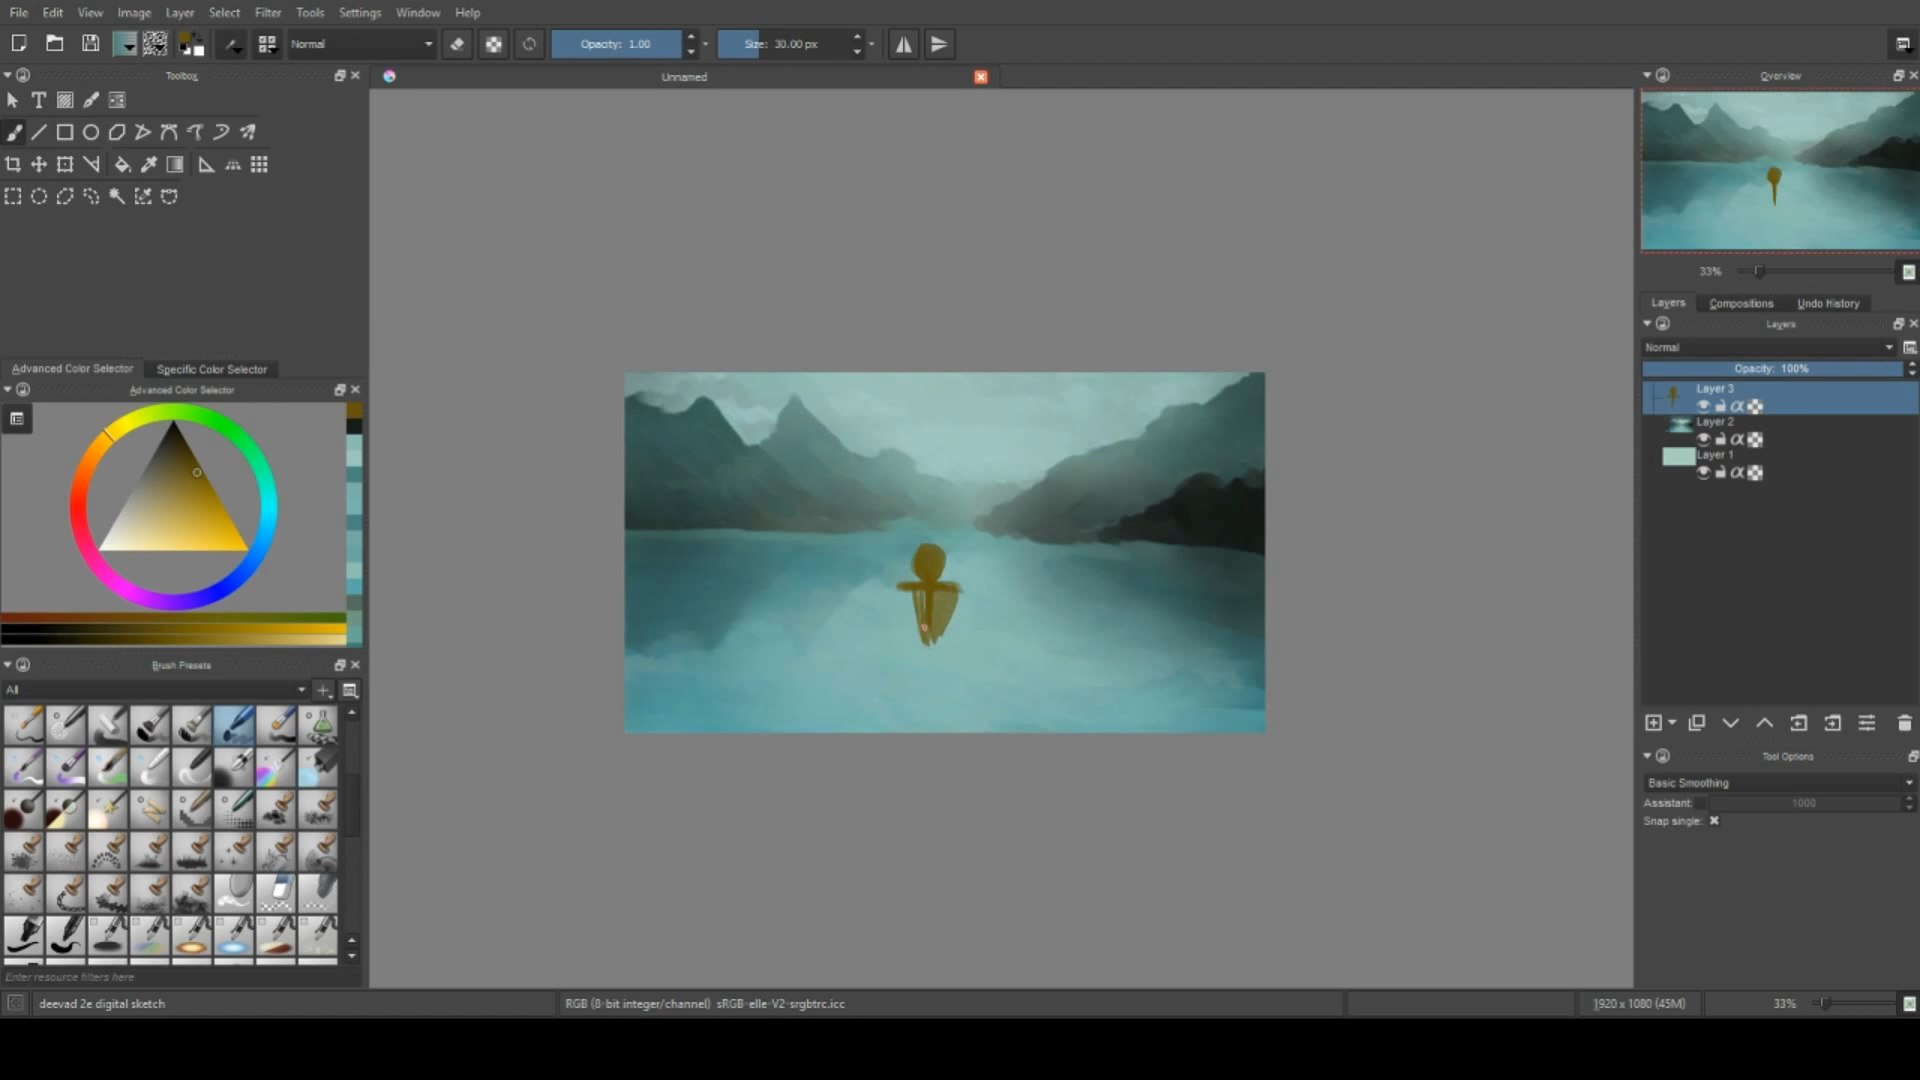 File Edit View Image Layer Select Filter Tools Settings Window Help
Normal Opacity: 1.00 Size: 30.00 px
Toolbox
Unnamed
Overview
33%
Layers Compositions Undo History
Layers
Normal
Opacity: 100%
Layer 3
Layer 2
Layer 1
Advanced Color Selector Specific Color Selector
Advanced Color Selector
Brush Presets
All
Enter resource filters here
Tool Options
Basic Smoothing
Assistant: 1000
Snap single:
deevad 2e digital sketch RGB (8-bit integer/channel) sRGB-elle-V2-srgbtrc.icc 1920 x 1080 (45M) 33%